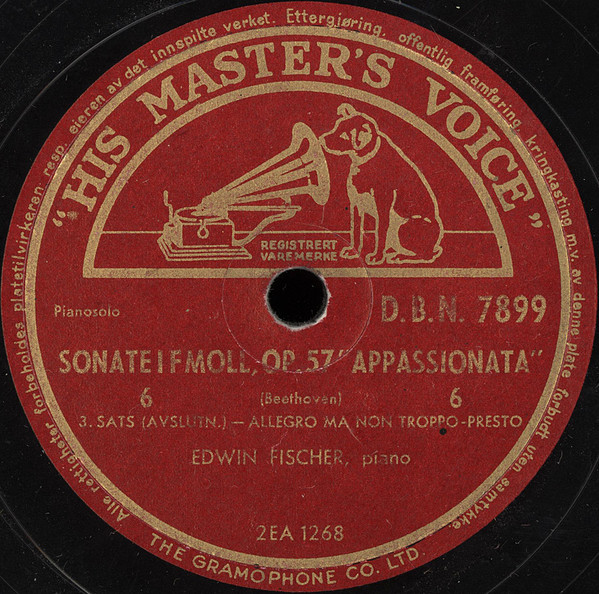 Alle rettigheter forbeholdes platetilvirkeren resp. eieren av det innspilte verket. Ettergjøring, offentlig framføring, kringkasting m.v. av denne plate forbudt uten samtykke.
"HIS MASTER'S VOICE"
REGISTRERT
VAREMERKE
Pianosolo
D.B.N. 7899
SONATE I F MOLL, OP. 57 "APPASSIONATA"
6 (Beethoven) 6
3. SATS (AVSLUTN.) — ALLEGRO MA NON TROPPO-PRESTO
EDWIN FISCHER, piano
2EA 1268
THE GRAMOPHONE CO. LTD.